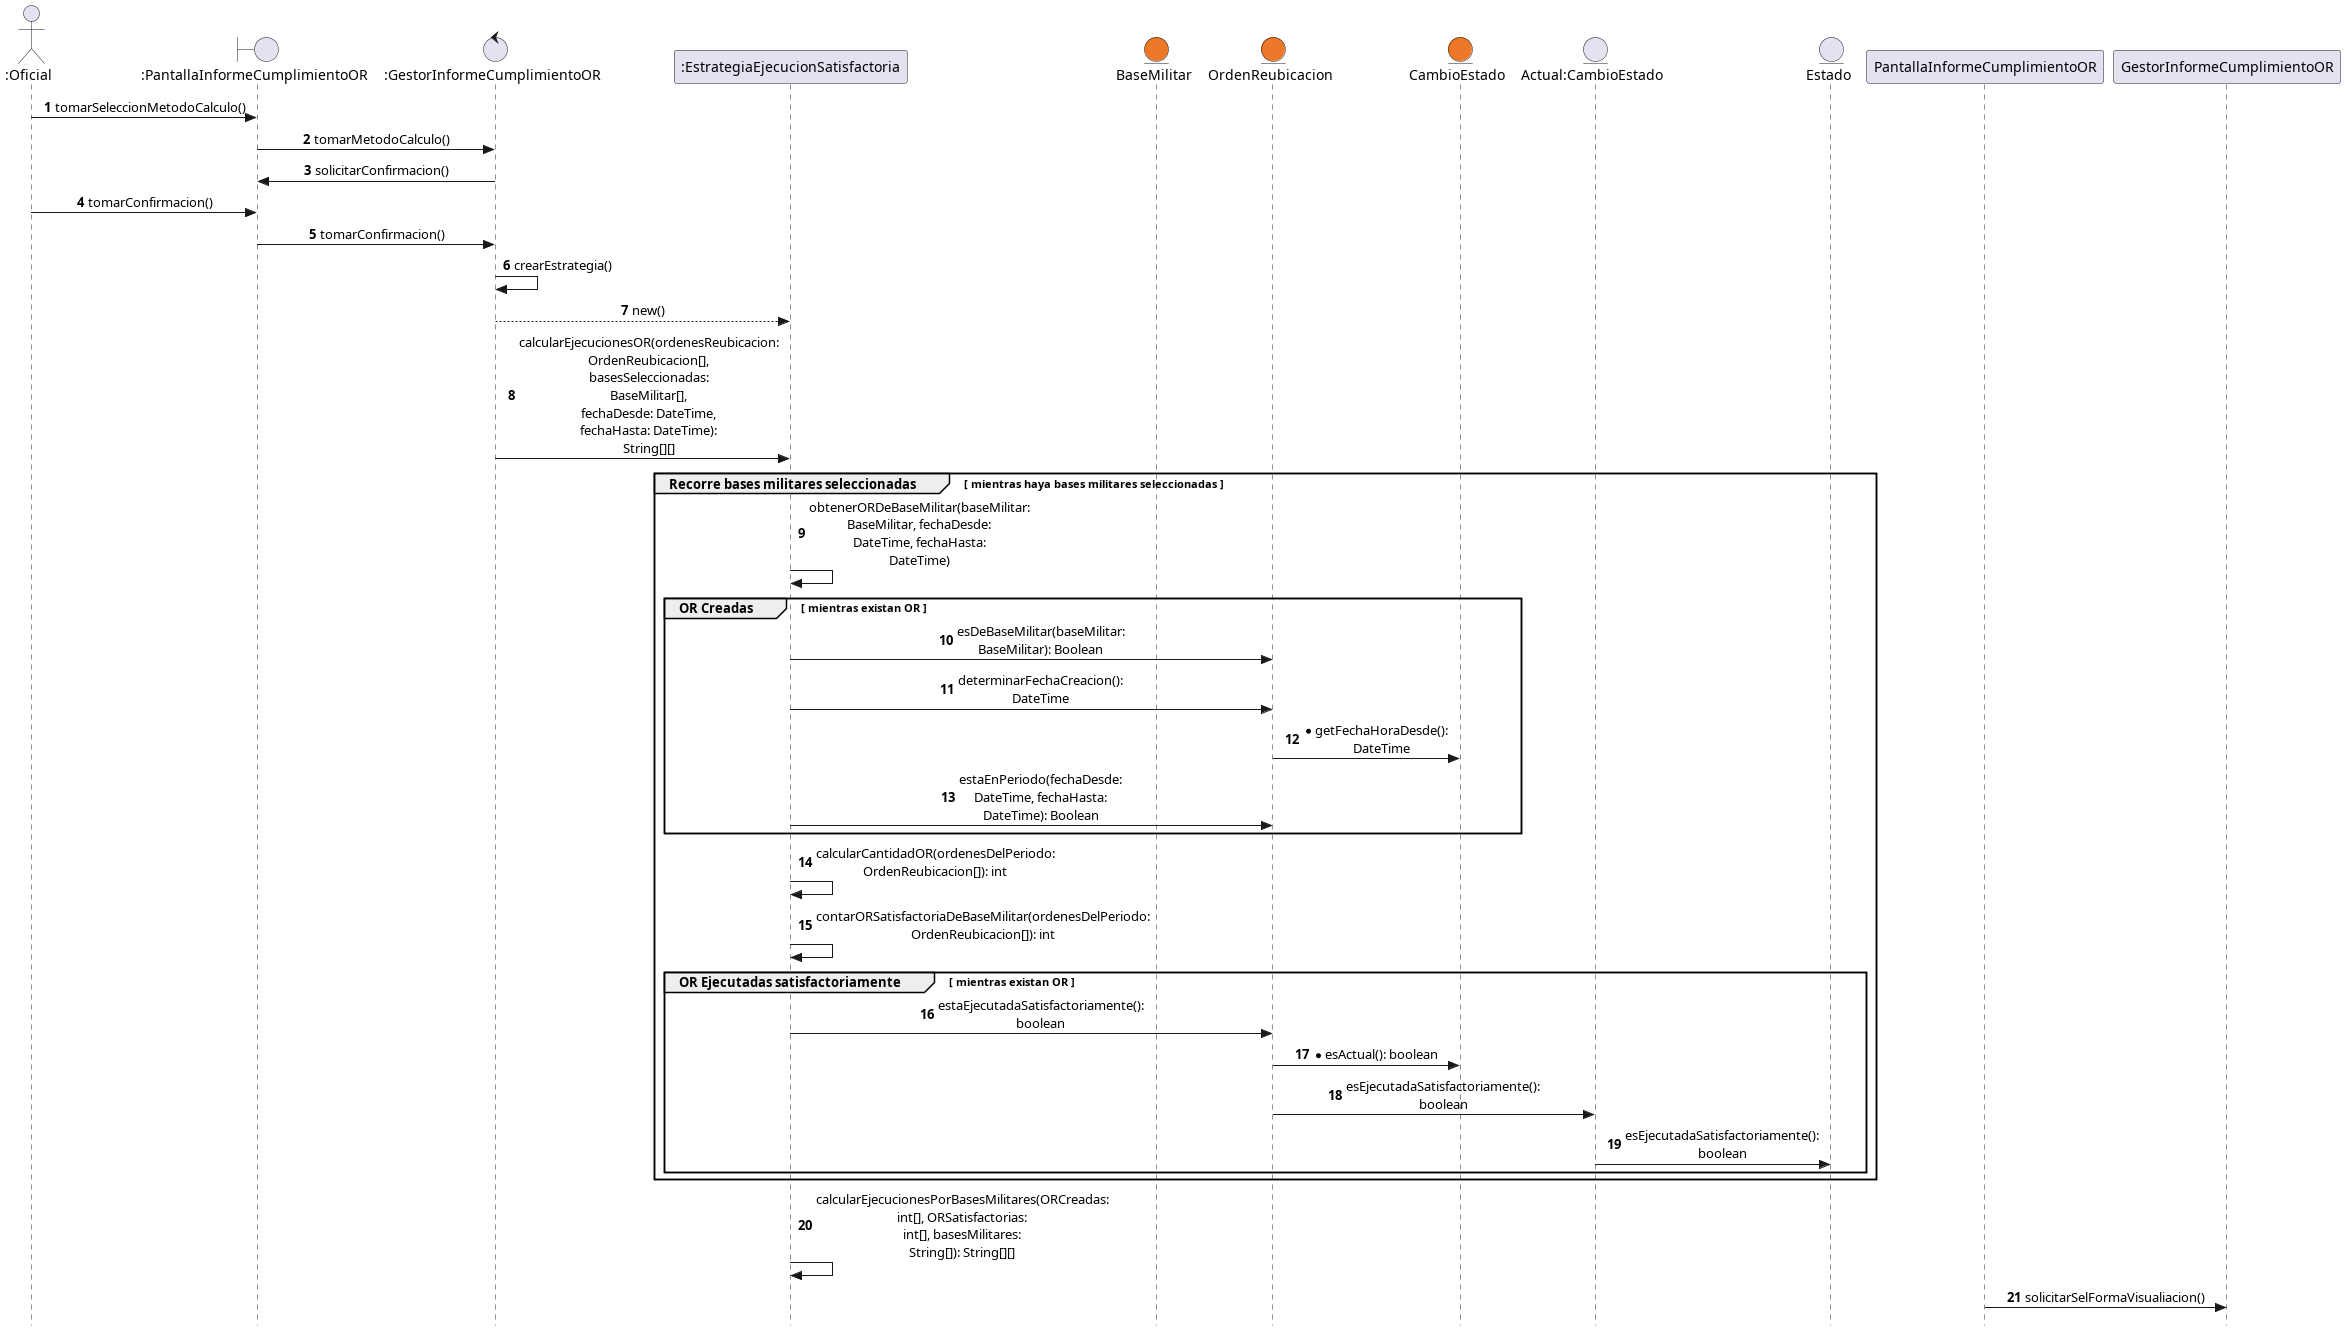 :Oficial
:PantallaInformeCumplimientoOR
:GestorInformeCumplimientoOR
:EstrategiaEjecucionSatisfactoria
BaseMilitar
OrdenReubicacion
CambioEstado
Actual:CambioEstado
Estado
PantallaInformeCumplimientoOR
GestorInformeCumplimientoOR
1 tomarSeleccionMetodoCalculo()
2 tomarMetodoCalculo()
3 solicitarConfirmacion()
4 tomarConfirmacion()
5 tomarConfirmacion()
6 crearEstrategia()
7 new()
8 calcularEjecucionesOR(ordenesReubicacion:
OrdenReubicacion[],
basesSeleccionadas:
BaseMilitar[],
fechaDesde: DateTime,
fechaHasta: DateTime):
String[][]
Recorre bases militares seleccionadas [ mientras haya bases militares seleccionadas ]
9 obtenerORDeBaseMilitar(baseMilitar:
BaseMilitar, fechaDesde:
DateTime, fechaHasta:
DateTime)
OR Creadas [ mientras existan OR ]
10 esDeBaseMilitar(baseMilitar:
BaseMilitar): Boolean
11 determinarFechaCreacion():
DateTime
12 • getFechaHoraDesde():
DateTime
13 estaEnPeriodo(fechaDesde:
DateTime, fechaHasta:
DateTime): Boolean
14 calcularCantidadOR(ordenesDelPeriodo:
OrdenReubicacion[]): int
15 contarORSatisfactoriaDeBaseMilitar(ordenesDelPeriodo:
OrdenReubicacion[]): int
OR Ejecutadas satisfactoriamente [ mientras existan OR ]
16 estaEjecutadaSatisfactoriamente():
boolean
17 • esActual(): boolean
18 esEjecutadaSatisfactoriamente():
boolean
19 esEjecutadaSatisfactoriamente():
boolean
20 calcularEjecucionesPorBasesMilitares(ORCreadas:
int[], ORSatisfactorias:
int[], basesMilitares:
String[]): String[][]
21 solicitarSelFormaVisualiacion()